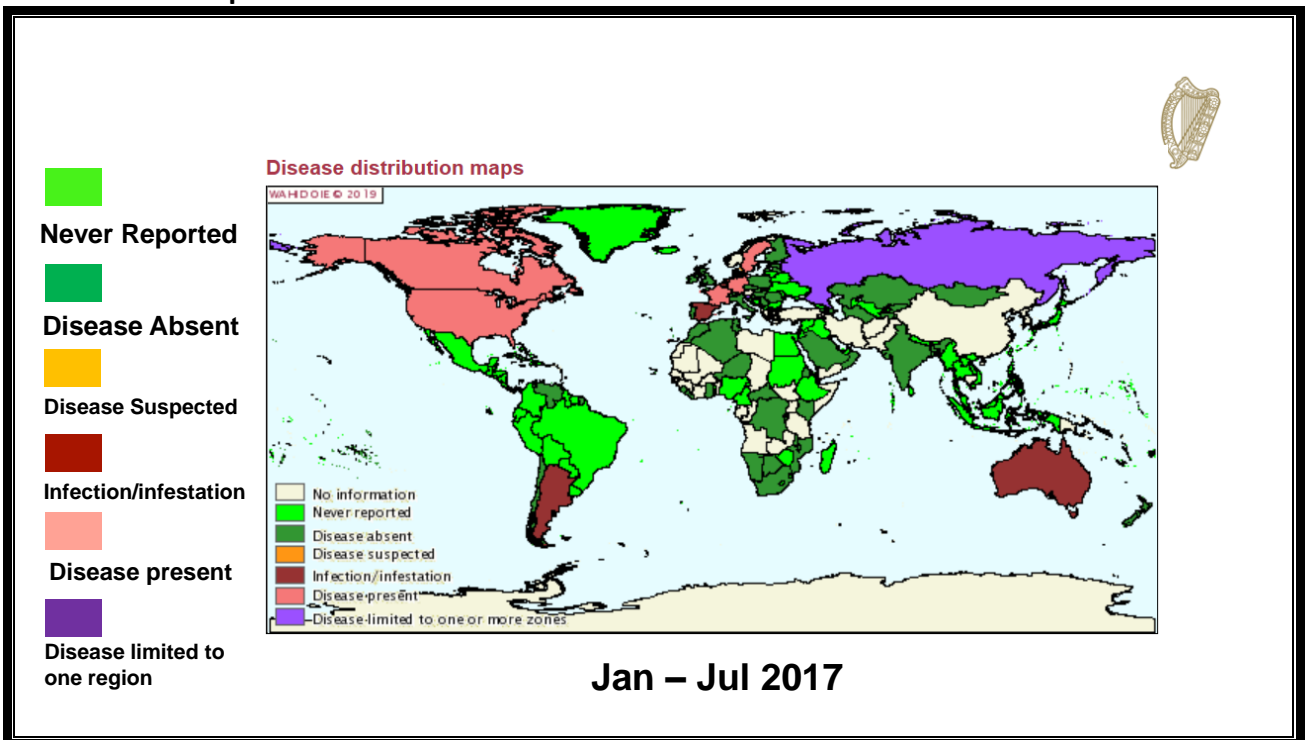 Never Reported
Disease Absent
Disease Suspected
Infection/infestation
Disease present
Disease limited to
one region
Disease distribution maps
WAHID OIE © 2019
No information
Never reported
Disease absent
Disease suspected
Infection/infestation
Disease present
Disease-limited to one or more zones
Jan – Jul 2017